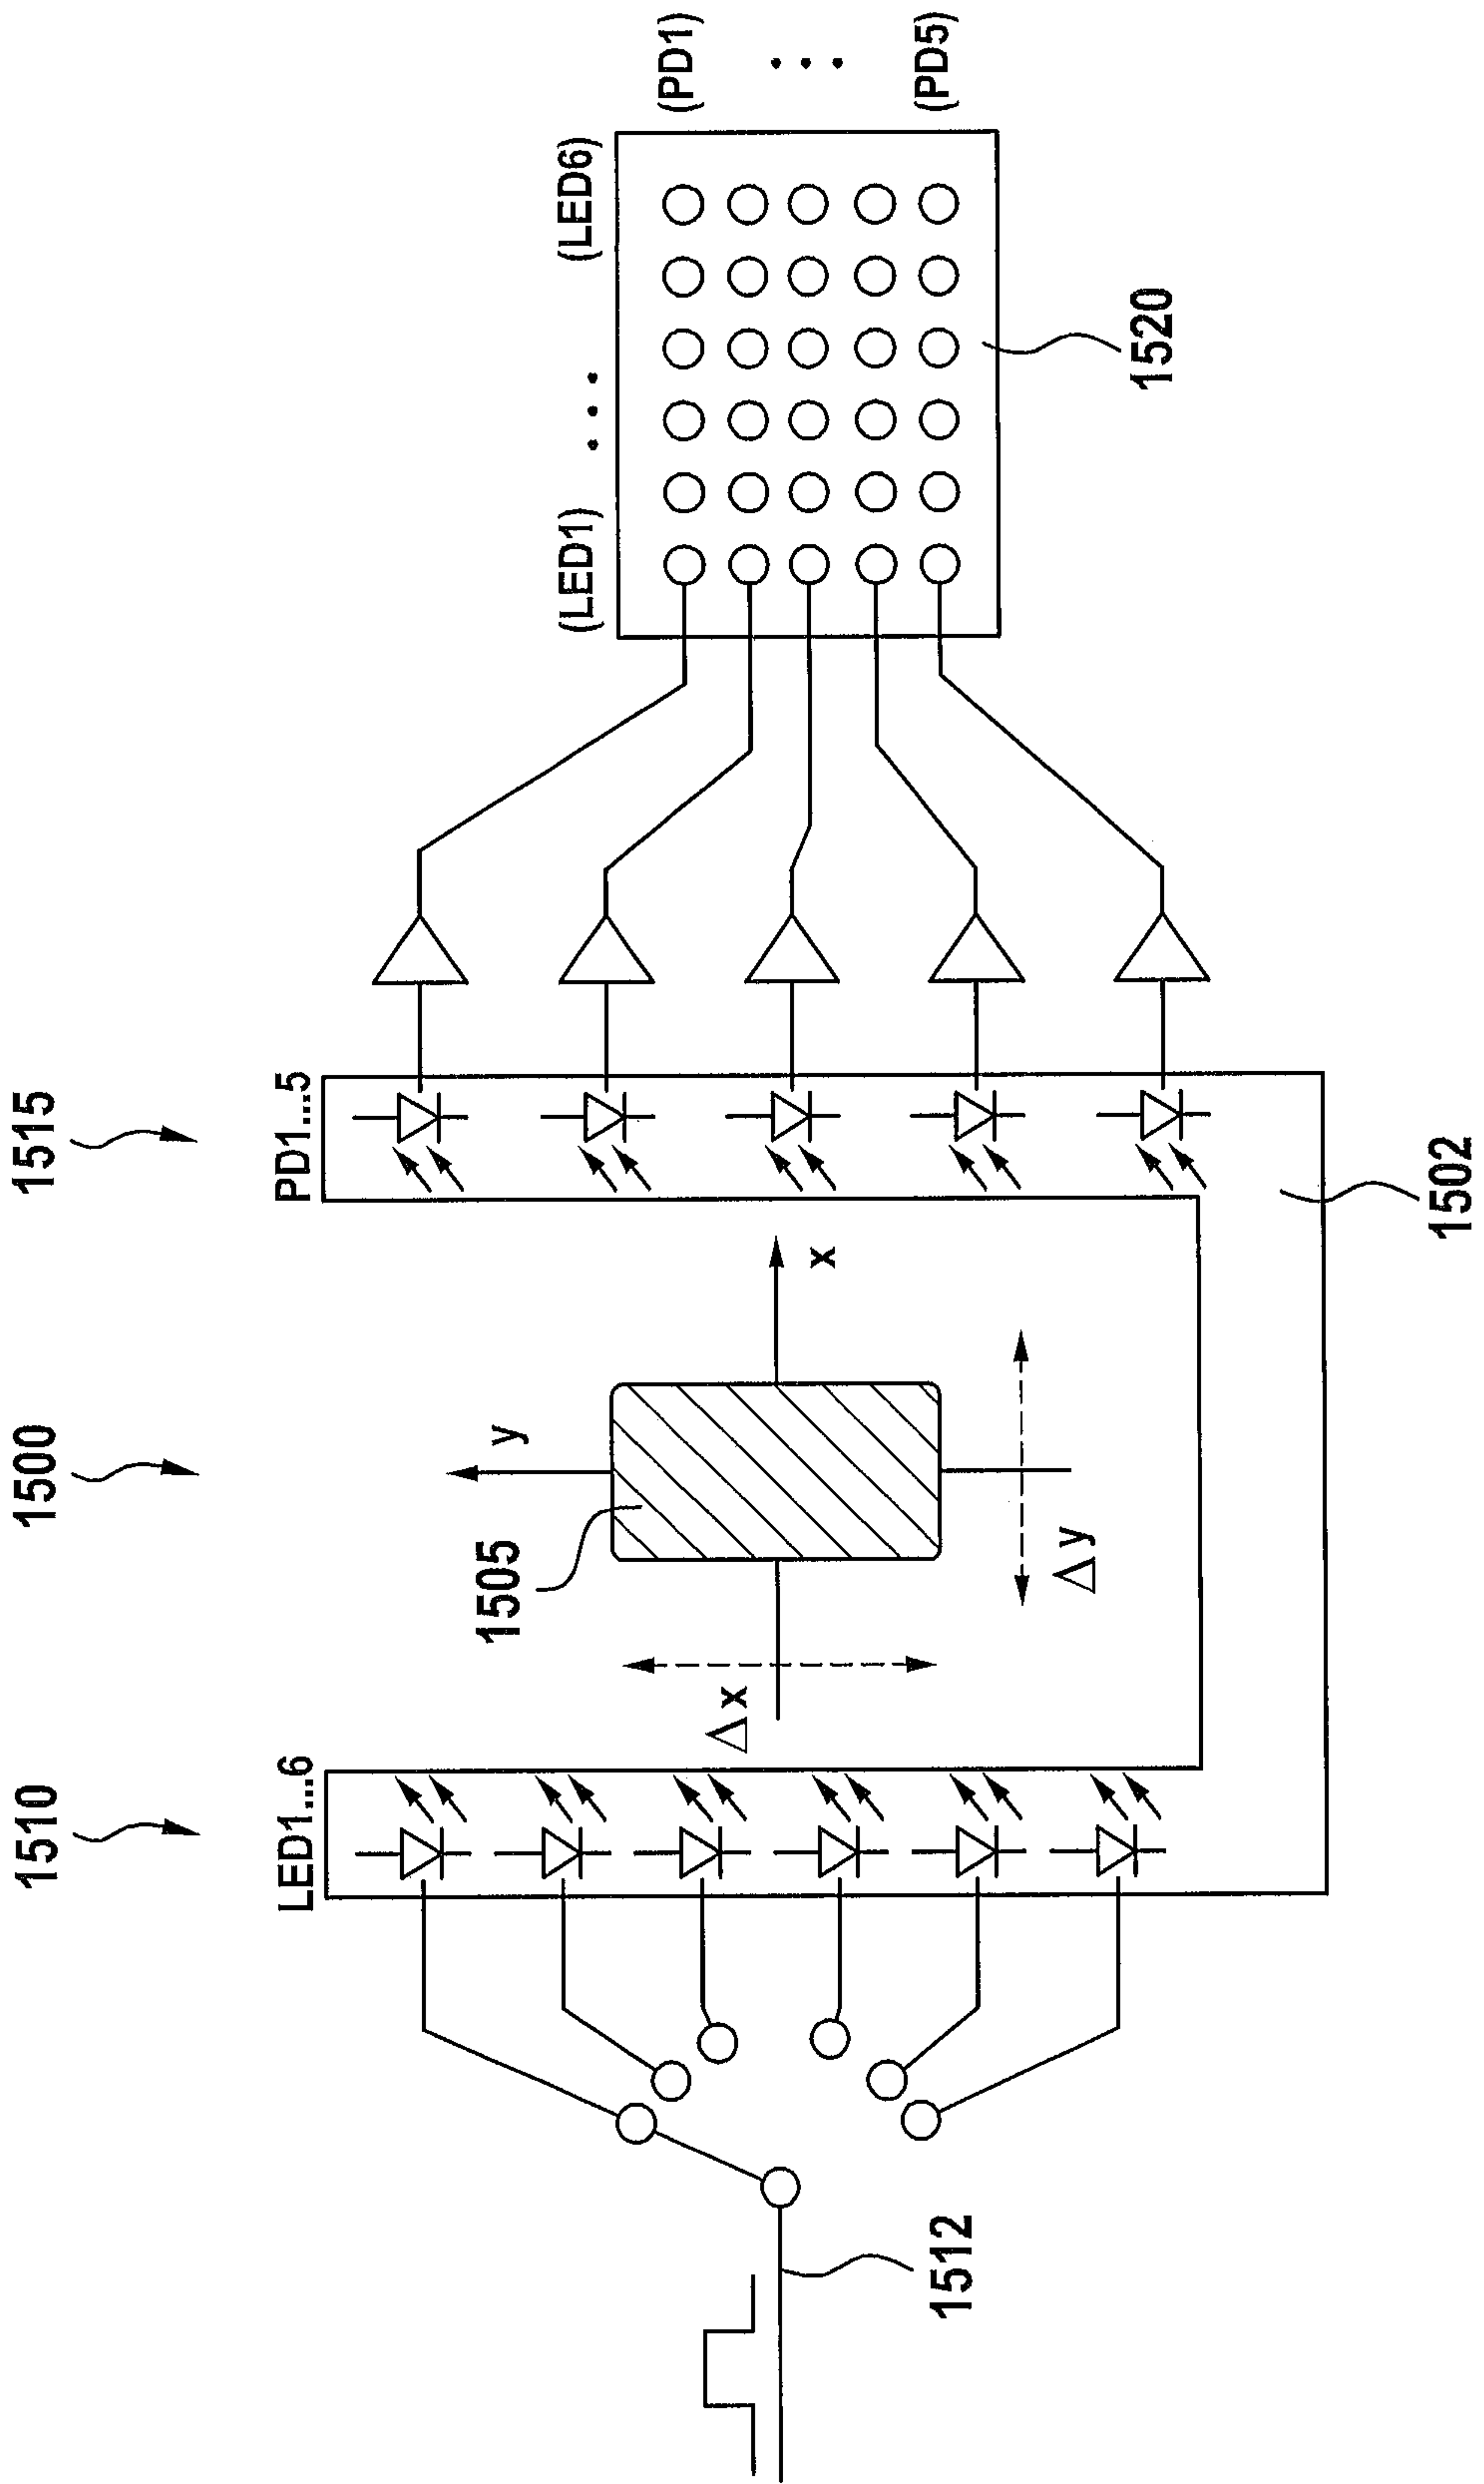 1510
1500
1515
LED1...6
PD1...5
1505
y
x
Δx
Δy
1512
1502
(LED1)
...
(LED6)
(PD1)
...
(PD5)
1520